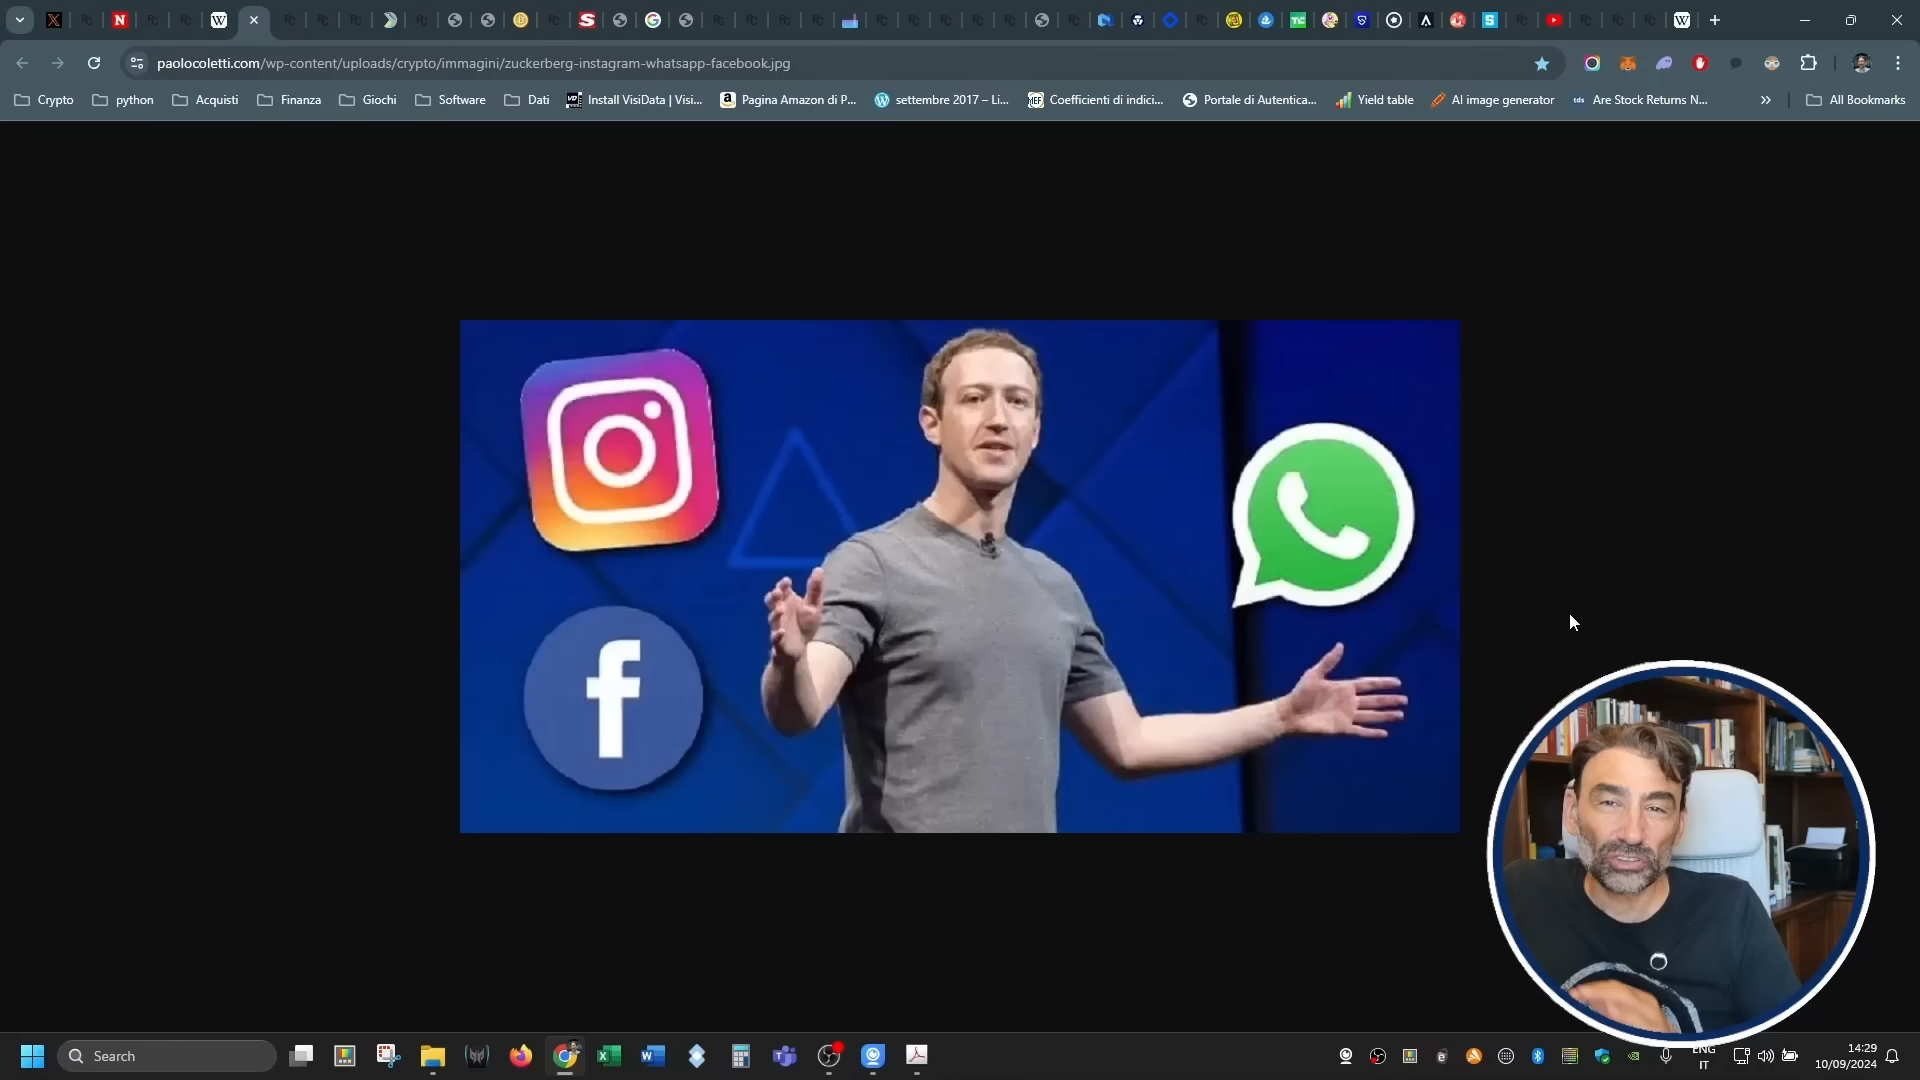 paolocoletti.com/wp-content/uploads/crypto/immagini/zuckerberg-instagram-whatsapp-facebook.jpg
Crypto
python
Acquisti
Finanza
Giochi
Software
Dati
Install VisiData | Visi...
Pagina Amazon di P...
settembre 2017 – Li...
Coefficienti di indici...
Portale di Autentica...
Yield table
AI image generator
tds
Are Stock Returns N...
All Bookmarks
f
Search
ENG
IT
14:29
10/09/2024